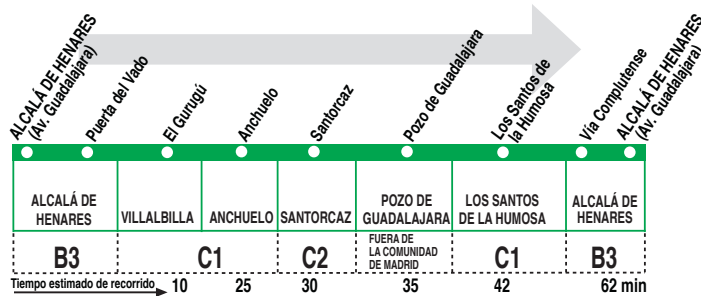 ALCALÁ DE HENARES
(Av. Guadalajara)
Puerta del Vado
El Gurugú
Anchuelo
Santorcaz
Pozo de Guadalajara
Los Santos de
la Humosa
Vía Complutense
ALCALÁ DE HENARES
(Av. Guadalajara)
ALCALÁ DE
HENARES
VILLALBILLA
ANCHUELO
SANTORCAZ
POZO DE
GUADALAJARA
LOS SANTOS
DE LA HUMOSA
ALCALÁ DE
HENARES
B3
C1
C2
FUERA DE
LA COMUNIDAD
DE MADRID
C1
B3
Tiempo estimado de recorrido 10 25 30 35 42 62 min